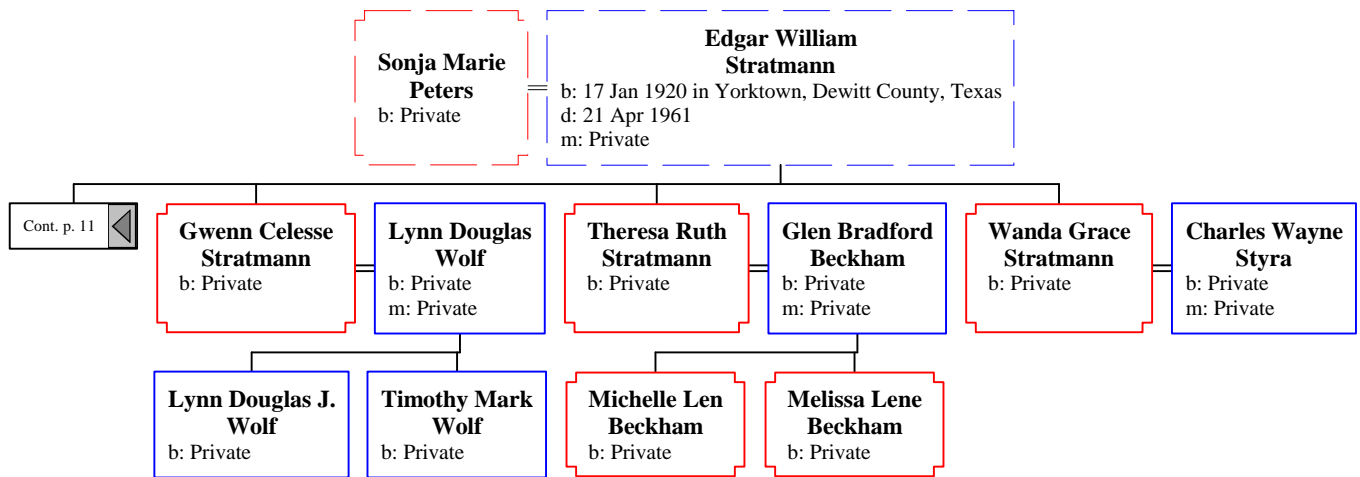 Sonja Marie
Peters
b: Private
Edgar William
Stratmann
b: 17 Jan 1920 in Yorktown, Dewitt County, Texas
d: 21 Apr 1961
m: Private
Cont. p. 11
Gwenn Celesse
Stratmann
b: Private
Lynn Douglas
Wolf
b: Private
m: Private
Theresa Ruth
Stratmann
b: Private
Glen Bradford
Beckham
b: Private
m: Private
Wanda Grace
Stratmann
b: Private
Charles Wayne
Styra
b: Private
m: Private
Lynn Douglas J.
Wolf
b: Private
Timothy Mark
Wolf
b: Private
Michelle Len
Beckham
b: Private
Melissa Lene
Beckham
b: Private